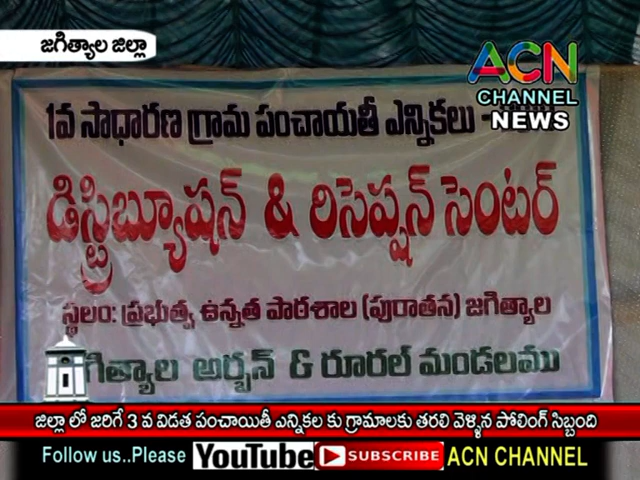 జగిత్యాల జిల్లా
ACN
CHANNEL
NEWS
1వ సాధారణ గ్రామ పంచాయతీ ఎన్నికలు -
డిస్ట్రిబ్యూషన్ & రిసెప్షన్ సెంటర్
స్థలం: ప్రభుత్వ ఉన్నత పాఠశాల (పురాతన) జగిత్యాల
గిత్యాల అర్బన్ & రూరల్ మండలము
జిల్లా లో జరిగే 3 వ విడత పంచాయితీ ఎన్నికల కు గ్రామాలకు తరలి వెళ్ళిన పోలింగ్ సిబ్బంది
Follow us..Please YouTube SUBSCRIBE ACN CHANNEL